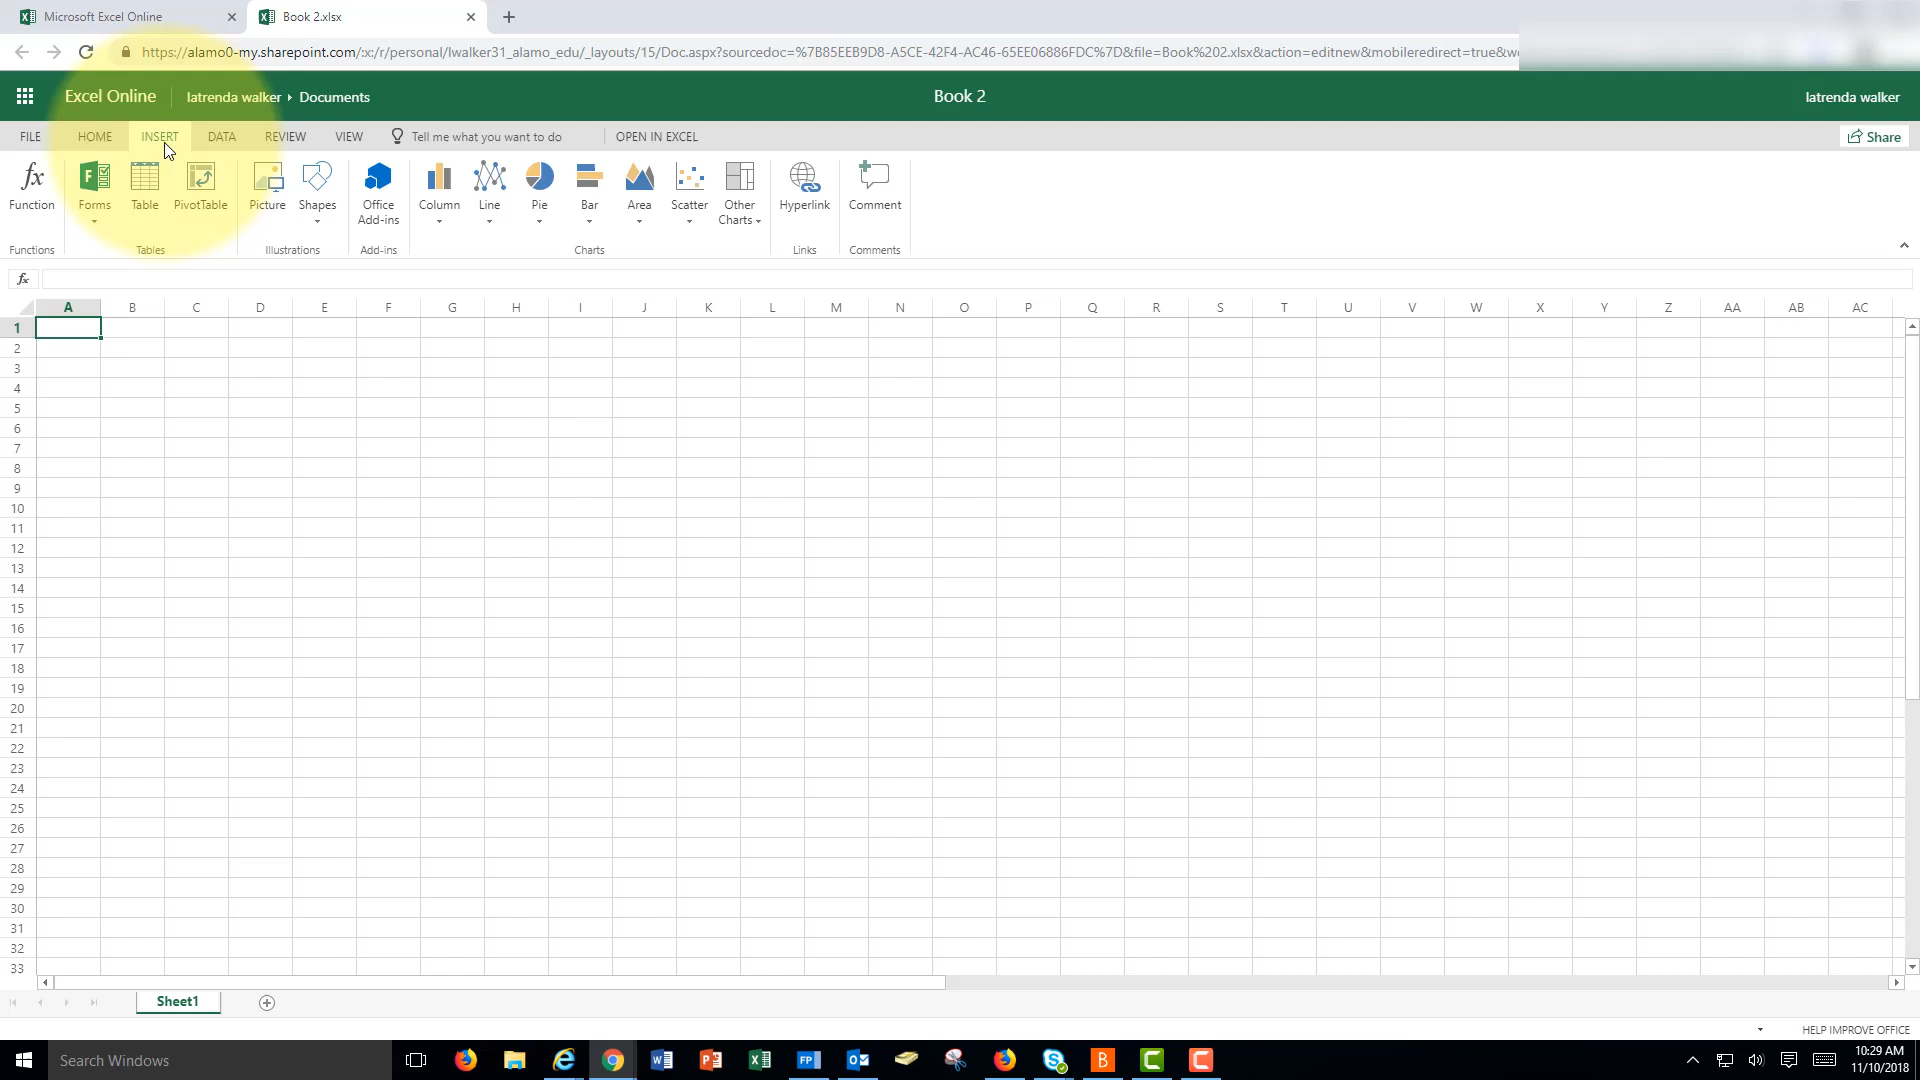 Microsoft Excel Online
Book 2.xlsx
https://alamo0-my.sharepoint.com/:x:/r/personal/lwalker31_alamo_edu/_layouts/15/Doc.aspx?sourcedoc=%7B85EEB9D8-A5CE-42F4-AC46-65EE06886FDC%7D&file=Book%202.xlsx&action=editnew&mobileredirect=true&w
Excel Online latrenda walker Documents Book 2 latrenda walker
FILE HOME INSERT DATA REVIEW VIEW Tell me what you want to do OPEN IN EXCEL Share
fx F
Function Forms Table PivotTable Picture Shapes Office Column Line Pie Bar Area Scatter Other Hyperlink Comment
Add-ins Charts
Functions Tables Illustrations Add-ins Charts Links Comments
fx
A B C D E F G H I J K L M N O P Q R S T U V W X Y Z AA AB AC
1
2
3
4
5
6
7
8
9
10
11
12
13
14
15
16
17
18
19
20
21
22
23
24
25
26
27
28
29
30
31
32
33
Sheet1
HELP IMPROVE OFFICE
Search Windows
10:29 AM
11/10/2018